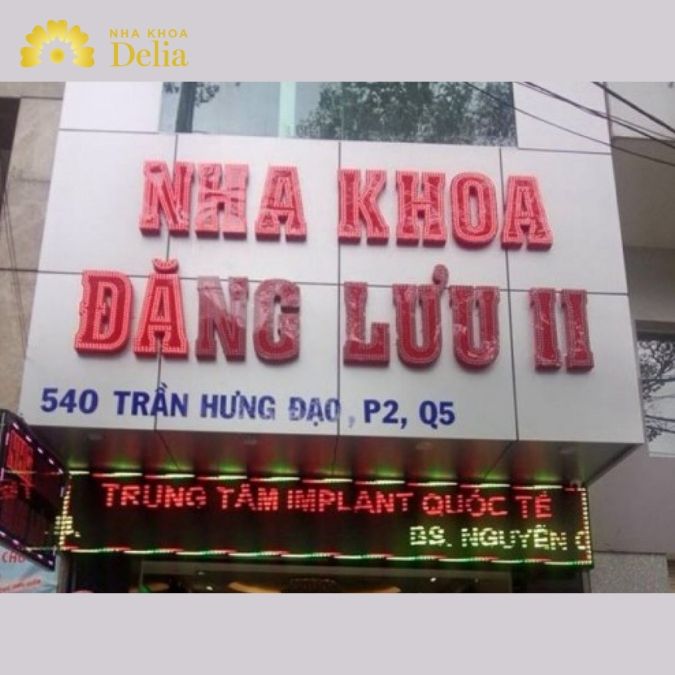 NHA KHOA
Delia
NHA KHOA
ĐĂNG LƯU II
540 TRẦN HƯNG ĐẠO, P2, Q5
TRUNG TÂM IMPLANT QUỐC TẾ
BS. NGUYỄN